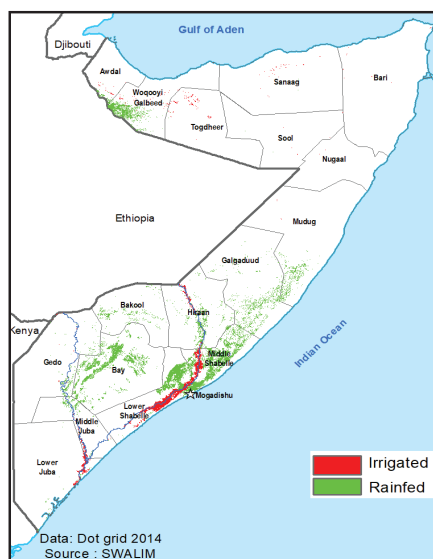 Gulf of Aden
Djibouti
Awdal
Sanaag
Bari
Woqooyi
Galbeed
Togdheer
Sool
Nugaal
Ethiopia
Mudug
Galgaduud
Bakool
Hiraan
Indian Ocean
Kenya
Gedo
Bay
Middle
Shabelle
Mogadishu
Lower
Shabelle
Middle
Juba
Lower
Juba
Irrigated
Rainfed
Data: Dot grid 2014
Source : SWALIM